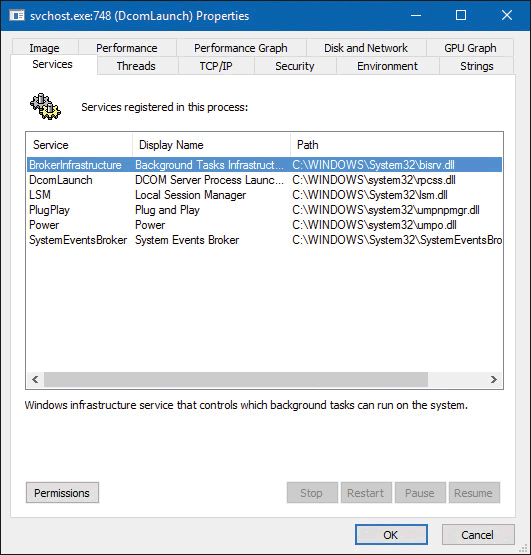 svchost.exe:748 (DcomLaunch) Properties
Image Performance Performance Graph Disk and Network GPU Graph
Services Threads TCP/IP Security Environment Strings
Services registered in this process:
Service Display Name Path
BrokerInfrastructure Background Tasks Infrastruct... C:\WINDOWS\System32\bisrv.dll
DcomLaunch DCOM Server Process Launc... C:\WINDOWS\system32\rpcss.dll
LSM Local Session Manager C:\WINDOWS\System32\lsm.dll
PlugPlay Plug and Play C:\WINDOWS\system32\umpnpmgr.dll
Power Power C:\WINDOWS\system32\umpo.dll
SystemEventsBroker System Events Broker C:\WINDOWS\System32\SystemEventsBro
Windows infrastructure service that controls which background tasks can run on the system.
Permissions Stop Restart Pause Resume
OK Cancel